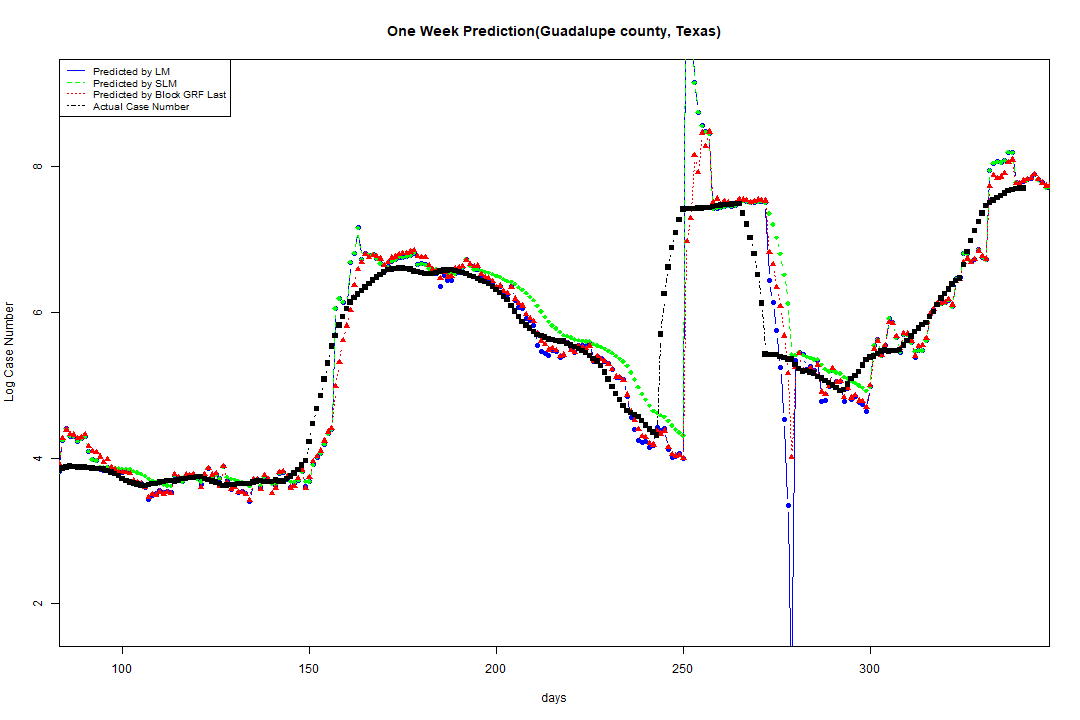 One Week Prediction(Guadalupe county, Texas)
Predicted by LM
Predicted by SLM
Predicted by Block GRF Last
Actual Case Number
Log Case Number
8
6
4
2
100 150 200 250 300
days